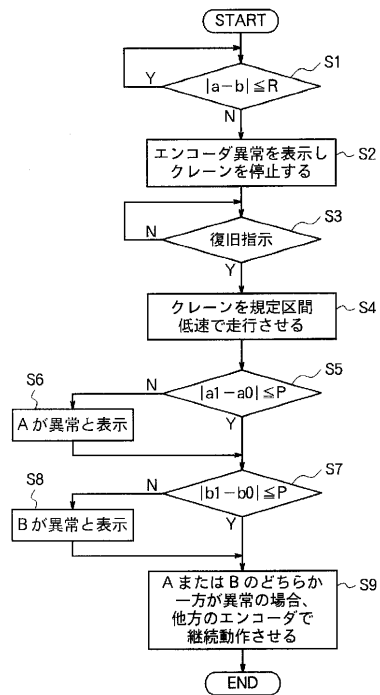 START
S1
|a−b|≦R
Y
N
エンコーダ異常を表示し
クレーンを停止する
S2
S3
復旧指示
N
Y
クレーンを規定区間
低速で走行させる
S4
S5
|a1−a0|≦P
N
Y
S6
Aが異常と表示
S7
|b1−b0|≦P
N
Y
S8
Bが異常と表示
AまたはBのどちらか
一方が異常の場合、
他方のエンコーダで
継続動作させる
S9
END